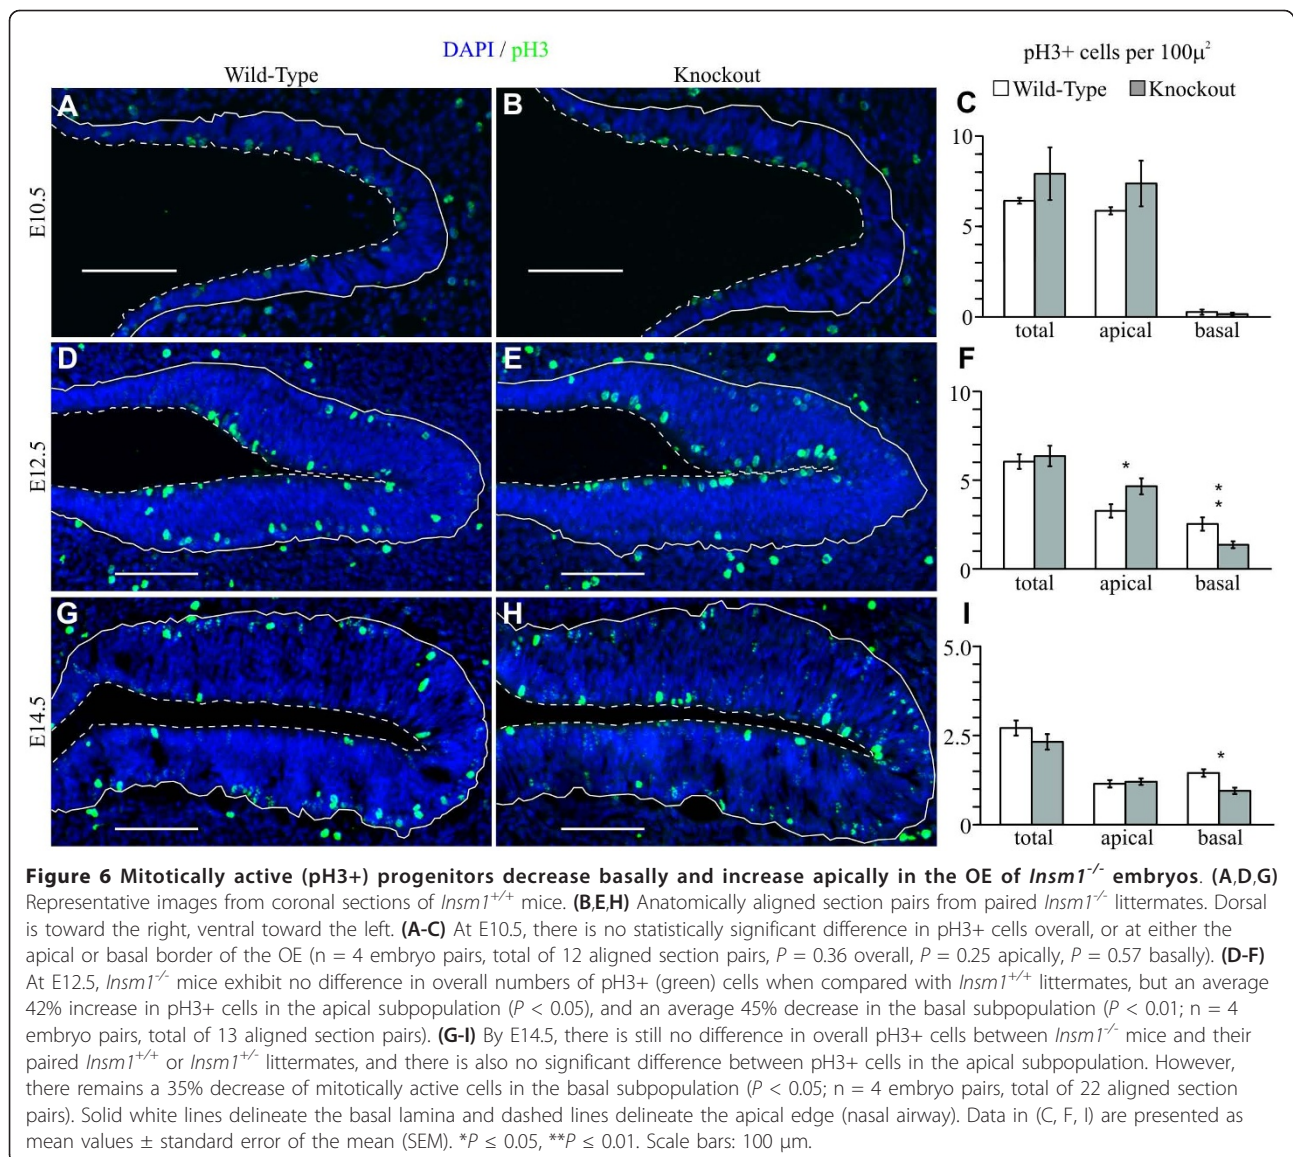 DAPI / pH3
Wild-Type
Knockout
pH3+ cells per 100µ²
Wild-Type Knockout
E10.5
A
B
C
10
5
0
total apical basal
E12.5
D
E
F
10
5
0
*
*
*
total apical basal
E14.5
G
H
I
5.0
2.5
0
*
total apical basal
Figure 6 Mitotically active (pH3+) progenitors decrease basally and increase apically in the OE of Insm1-/- embryos. (A,D,G)
Representative images from coronal sections of Insm1+/+ mice. (B,E,H) Anatomically aligned section pairs from paired Insm1-/- littermates. Dorsal
is toward the right, ventral toward the left. (A-C) At E10.5, there is no statistically significant difference in pH3+ cells overall, or at either the
apical or basal border of the OE (n = 4 embryo pairs, total of 12 aligned section pairs, P = 0.36 overall, P = 0.25 apically, P = 0.57 basally). (D-F)
At E12.5, Insm1-/- mice exhibit no difference in overall numbers of pH3+ (green) cells when compared with Insm1+/+ littermates, but an average
42% increase in pH3+ cells in the apical subpopulation (P < 0.05), and an average 45% decrease in the basal subpopulation (P < 0.01; n = 4
embryo pairs, total of 13 aligned section pairs). (G-I) By E14.5, there is still no difference in overall pH3+ cells between Insm1-/- mice and their
paired Insm1+/+ or Insm1+/- littermates, and there is also no significant difference between pH3+ cells in the apical subpopulation. However,
there remains a 35% decrease of mitotically active cells in the basal subpopulation (P < 0.05; n = 4 embryo pairs, total of 22 aligned section
pairs). Solid white lines delineate the basal lamina and dashed lines delineate the apical edge (nasal airway). Data in (C, F, I) are presented as
mean values ± standard error of the mean (SEM). *P ≤ 0.05, **P ≤ 0.01. Scale bars: 100 µm.